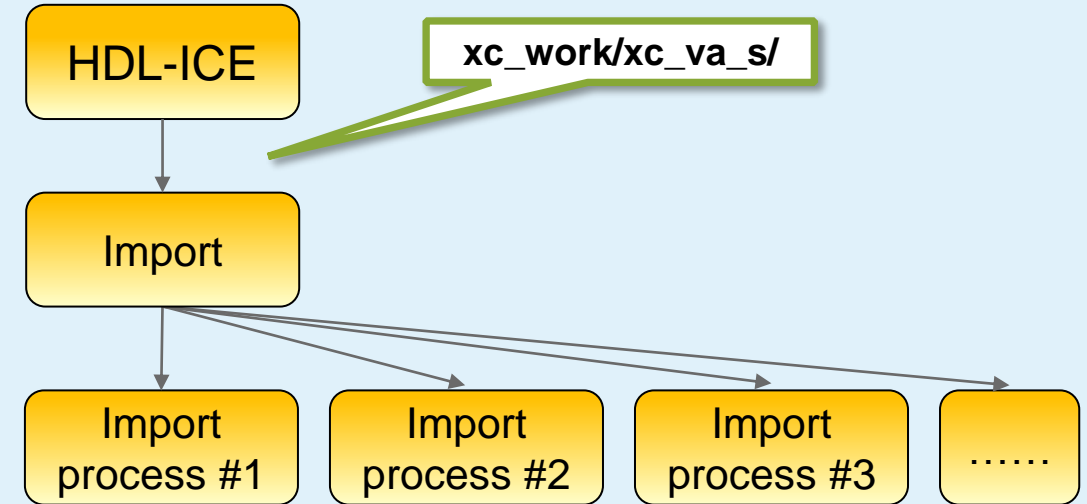 HDL-ICE
xc_work/xc_va_s/
Import
Import
process #1
Import
process #2
Import
process #3
......